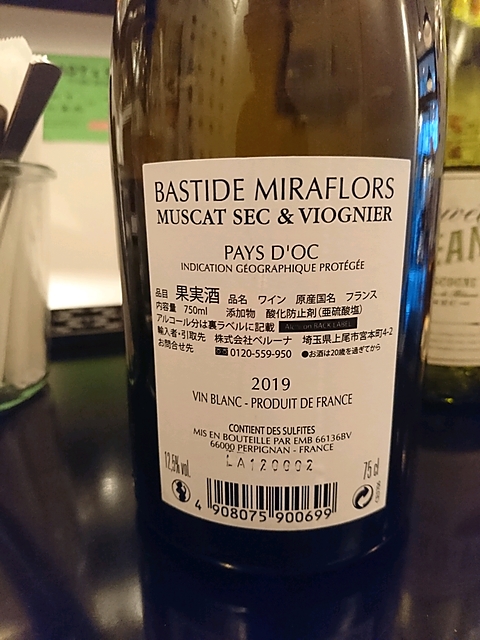 BASTIDE MIRAFLORS
MUSCAT SEC & VIOGNIER
PAYS D'OC
INDICATION GÉOGRAPHIQUE PROTÉGÉE
品目 果実酒 品名 ワイン 原産国名 フランス
内容量 750ml 添加物 酸化防止剤(亜硫酸塩)
アルコール分は裏ラベルに記載 Alc% on BACK LABEL
輸入者・引取先 株式会社ベルーナ 埼玉県上尾市宮本町4-2
お問合せ先 0120-559-950 ●お酒は20歳を過ぎてから
2019
VIN BLANC - PRODUIT DE FRANCE
CONTIENT DES SULFITES
MIS EN BOUTEILLE PAR EMB 66136BV
66000 PERPIGNAN - FRANCE
12,5% vol. LA120002 75 cl
4 908075 900699